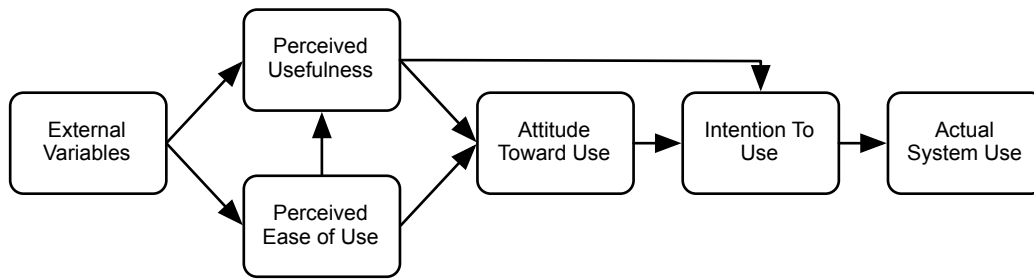 Perceived
Usefulness
External
Variables
Attitude
Toward Use
Intention To
Use
Actual
System Use
Perceived
Ease of Use